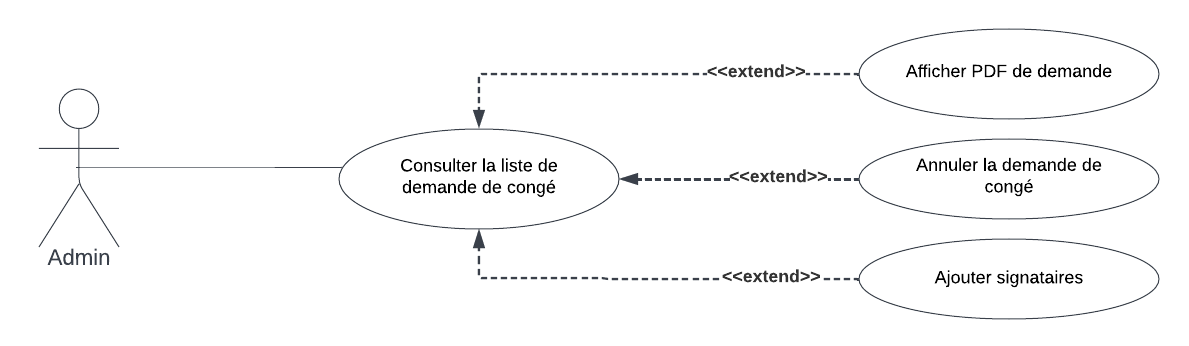 <<extend>>
Afficher PDF de demande
Consulter la liste de
demande de congé
<<extend>>
Annuler la demande de
congé
Admin
<<extend>>
Ajouter signataires